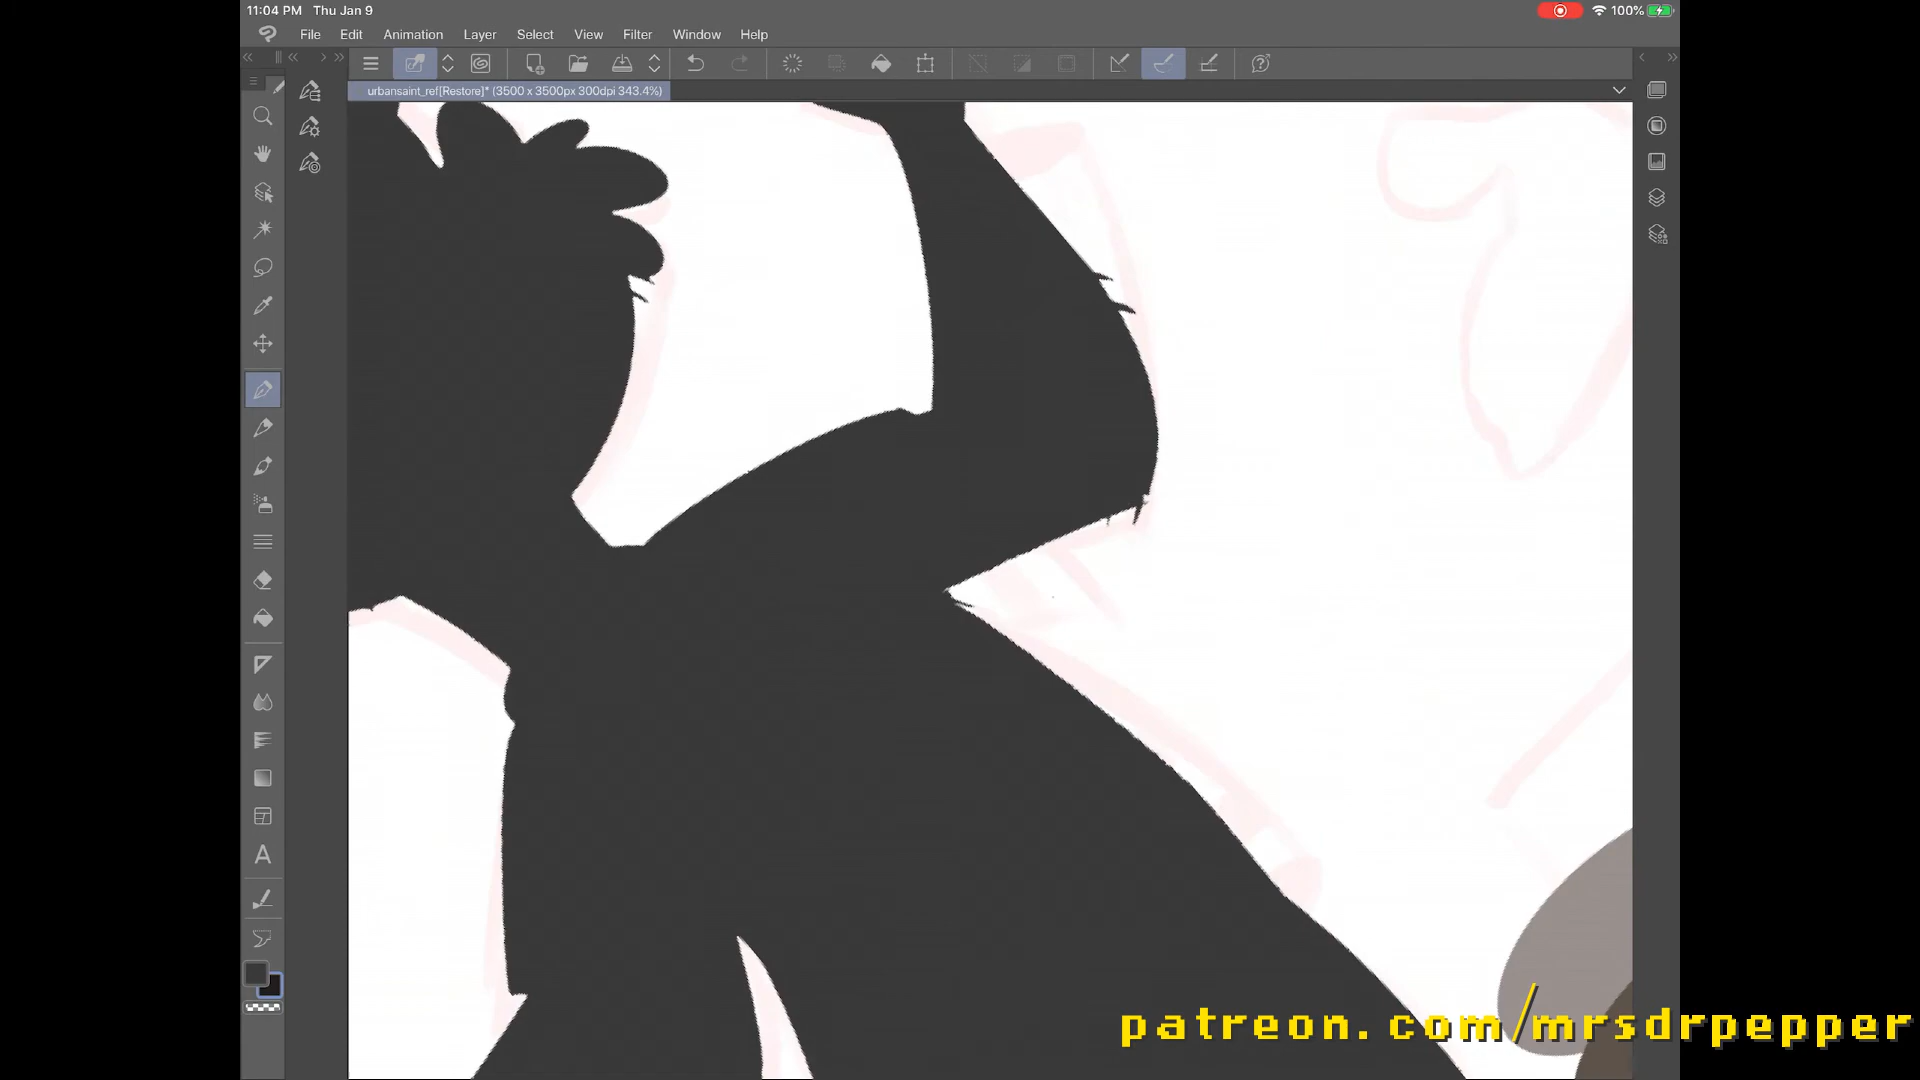 11:04 PM Thu Jan 9 100%
File Edit Animation Layer Select View Filter Window Help
urbansaint_ref[Restore]* (3500 x 3500px 300dpi 343.4%)
A
patreon.com/mrsdrpepper